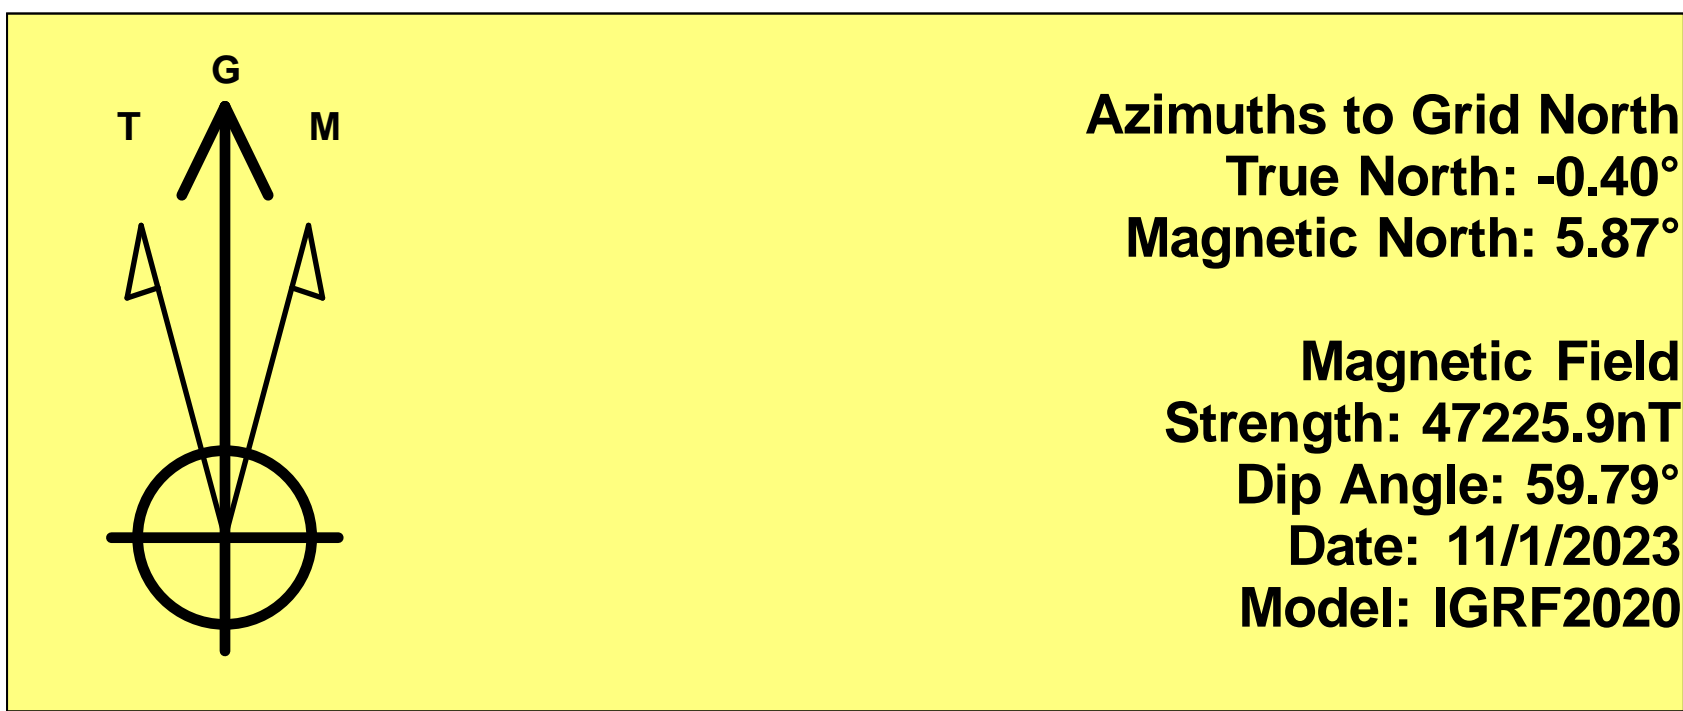 G
T M
Azimuths to Grid North
True North: -0.40°
Magnetic North: 5.87°
Magnetic Field
Strength: 47225.9nT
Dip Angle: 59.79°
Date: 11/1/2023
Model: IGRF2020